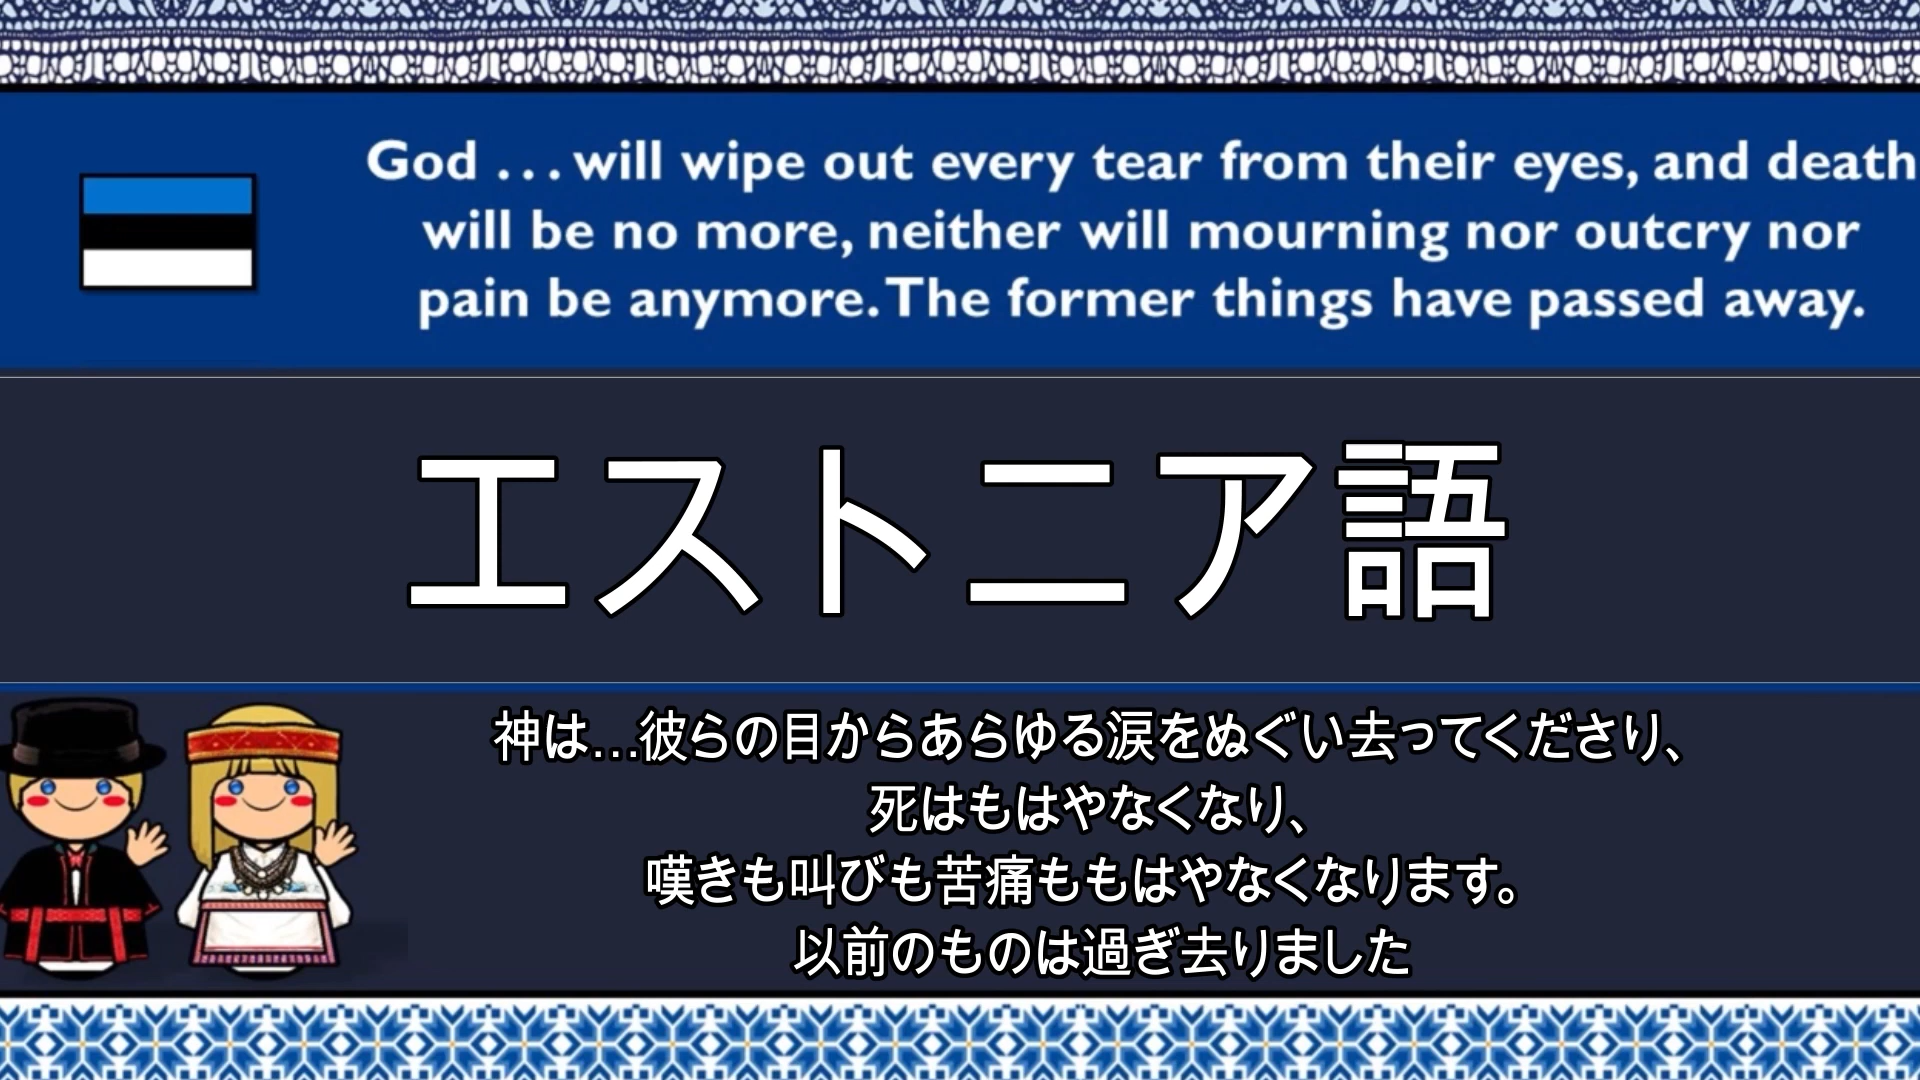 God . . . will wipe out every tear from their eyes, and death
will be no more, neither will mourning nor outcry nor
pain be anymore. The former things have passed away.
エストニア語
神は…彼らの目からあらゆる涙をぬぐい去ってくださり、
死はもはやなくなり、
嘆きも叫びも苦痛ももはやなくなります。
以前のものは過ぎ去りました